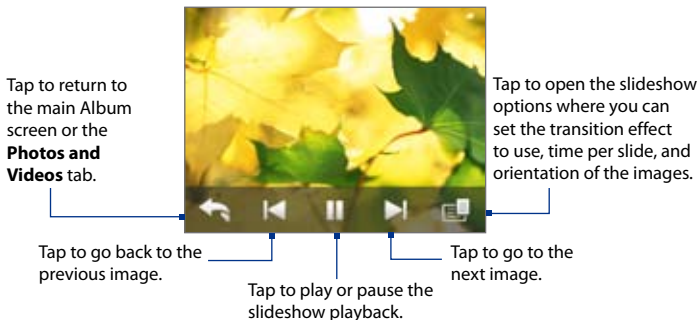 Tap to return to
the main Album
screen or the
Photos and
Videos tab.
Tap to open the slideshow
options where you can
set the transition effect
to use, time per slide, and
orientation of the images.
Tap to go back to the
previous image.
Tap to play or pause the
slideshow playback.
Tap to go to the
next image.